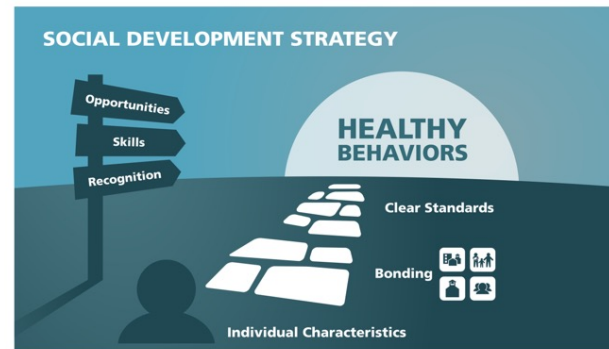 SOCIAL DEVELOPMENT STRATEGY
Opportunities
Skills
Recognition
HEALTHY
BEHAVIORS
Clear Standards
Bonding
Individual Characteristics